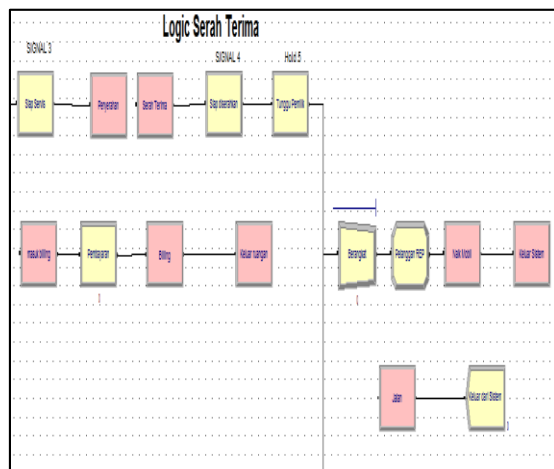 Logic Serah Terima
SIGNAL 3
SIGNAL 4
Hold 5
Siap Servis
Penyerahan
Serah Terima
Siap diserahkan
Tunggu Pemilik
masuk billing
Pembayaran
Billing
Keluar ruangan
Berangkat
Pelanggan REP
Naik Mobil
Keluar Sistem
Jalan
Keluar dari Sistem